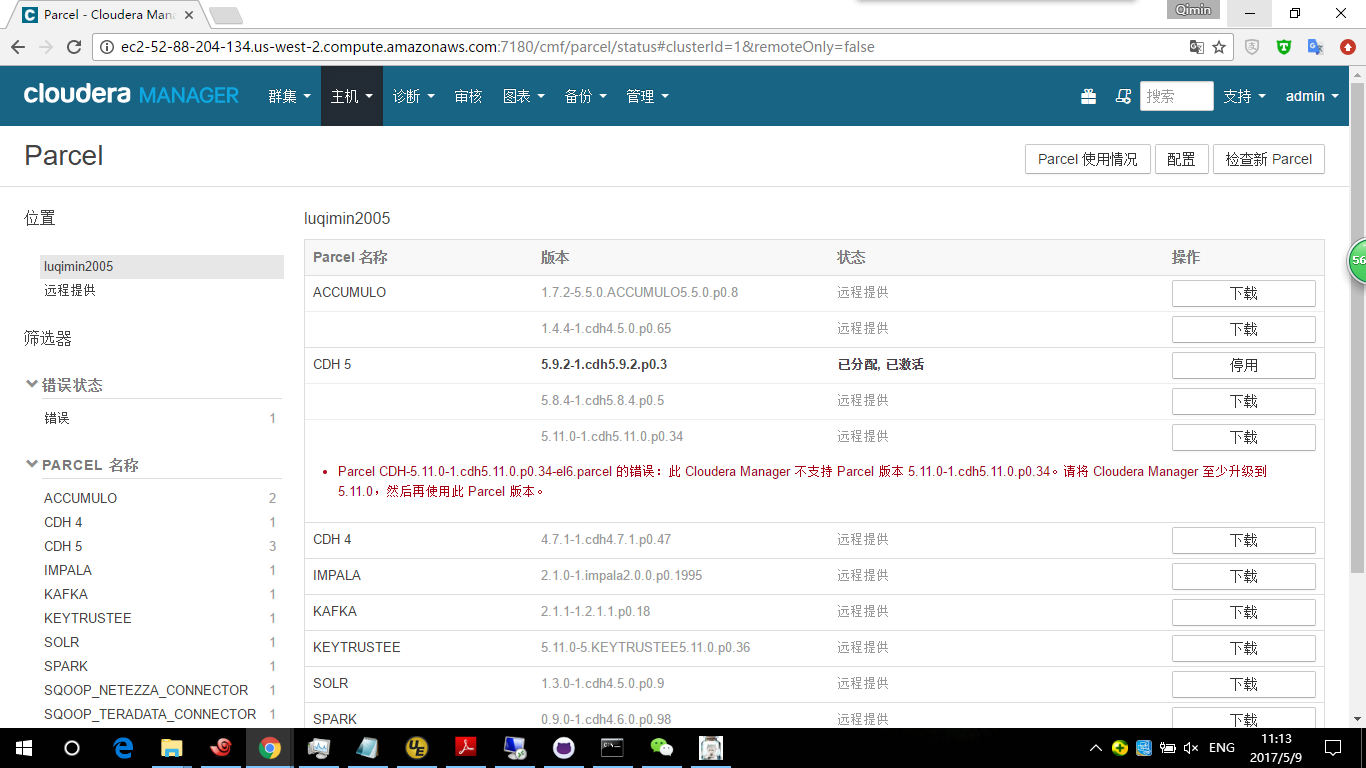 Parcel - Cloudera Man
Qimin
ec2-52-88-204-134.us-west-2.compute.amazonaws.com:7180/cmf/parcel/status#clusterId=1&remoteOnly=false
cloudera MANAGER 群集 主机 诊断 审核 图表 备份 管理 搜索 支持 admin
Parcel Parcel 使用情况 配置 检查新 Parcel
位置
luqimin2005
远程提供
筛选器
错误状态
错误 1
PARCEL 名称
ACCUMULO 2
CDH 4 1
CDH 5 3
IMPALA 1
KAFKA 1
KEYTRUSTEE 1
SOLR 1
SPARK 1
SQOOP_NETEZZA_CONNECTOR 1
SQOOP_TERADATA_CONNECTOR 1
luqimin2005
Parcel 名称 版本 状态 操作
ACCUMULO 1.7.2-5.5.0.ACCUMULO5.5.0.p0.8 远程提供 下载
1.4.4-1.cdh4.5.0.p0.65 远程提供 下载
CDH 5 5.9.2-1.cdh5.9.2.p0.3 已分配, 已激活 停用
5.8.4-1.cdh5.8.4.p0.5 远程提供 下载
5.11.0-1.cdh5.11.0.p0.34 远程提供 下载
• Parcel CDH-5.11.0-1.cdh5.11.0.p0.34-el6.parcel 的错误：此 Cloudera Manager 不支持 Parcel 版本 5.11.0-1.cdh5.11.0.p0.34。请将 Cloudera Manager 至少升级到
5.11.0，然后再使用此 Parcel 版本。
CDH 4 4.7.1-1.cdh4.7.1.p0.47 远程提供 下载
IMPALA 2.1.0-1.impala2.0.0.p0.1995 远程提供 下载
KAFKA 2.1.1-1.2.1.1.p0.18 远程提供 下载
KEYTRUSTEE 5.11.0-5.KEYTRUSTEE5.11.0.p0.36 远程提供 下载
SOLR 1.3.0-1.cdh4.5.0.p0.9 远程提供 下载
SPARK 0.9.0-1.cdh4.6.0.p0.98 远程提供 下载
56
ENG
11:13
2017/5/9